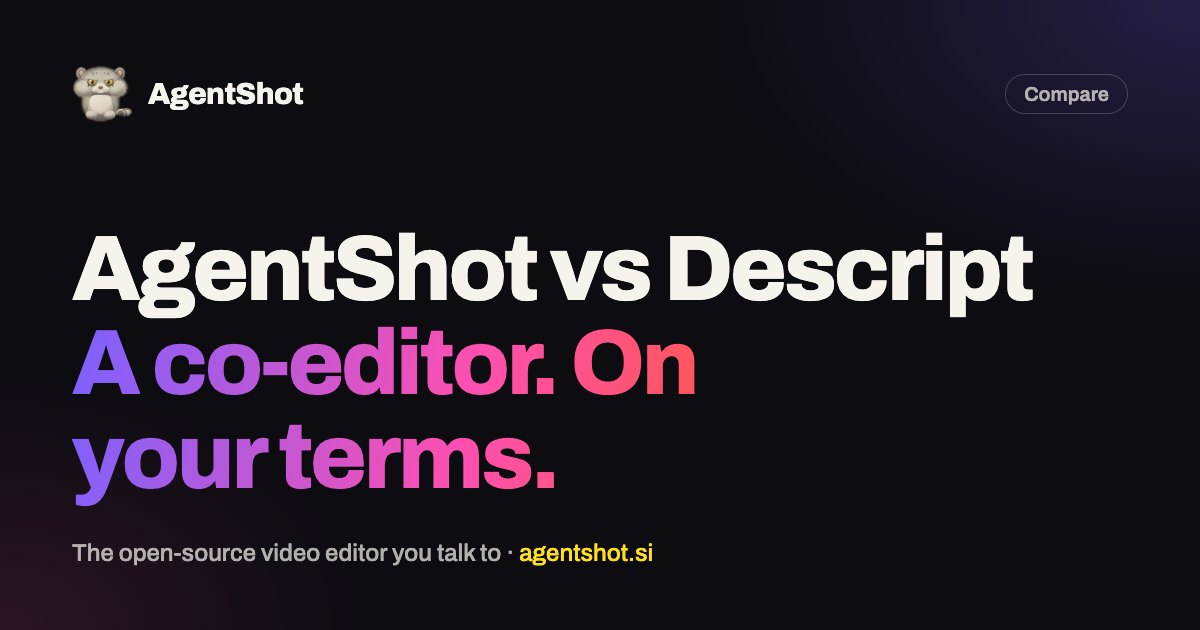 AgentShot
Compare
AgentShot vs Descript
A co-editor. On
your terms.
The open-source video editor you talk to · agentshot.si